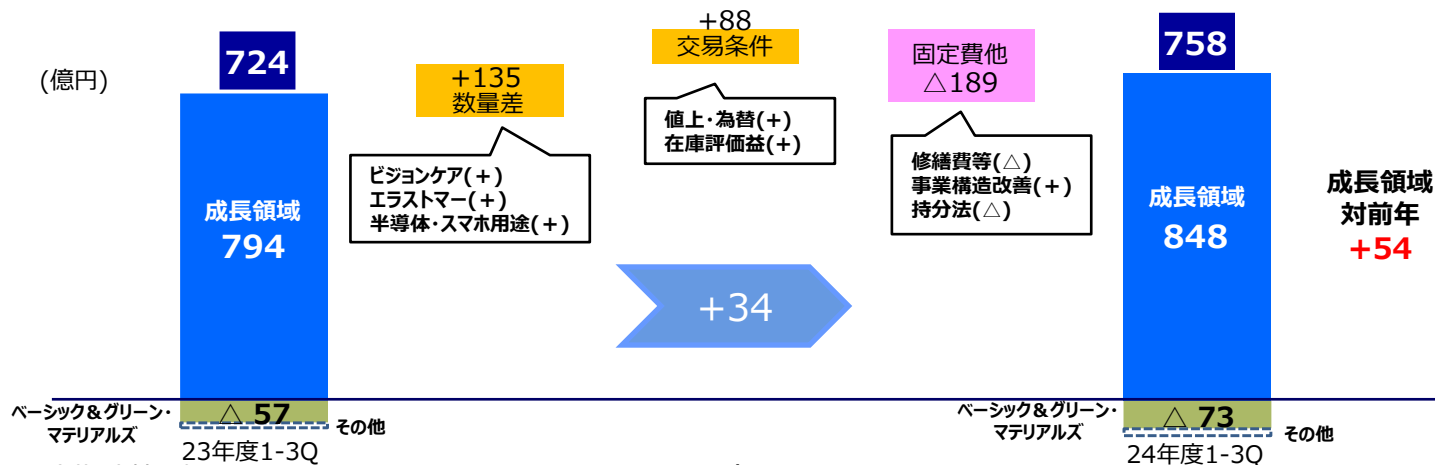 (億円)
724
成長領域
794
+135
数量差
ビジョンケア(+)
エラストマー(+)
半導体・スマホ用途(+)
+88
交易条件
値上・為替(+)
在庫評価益(+)
固定費他
△189
修繕費等(△)
事業構造改善(+)
持分法(△)
+34
758
成長領域
848
成長領域
対前年
+54
ベーシック&グリーン・
マテリアルズ
△ 57
その他
23年度1-3Q
ベーシック&グリーン・
マテリアルズ
△ 73
その他
24年度1-3Q